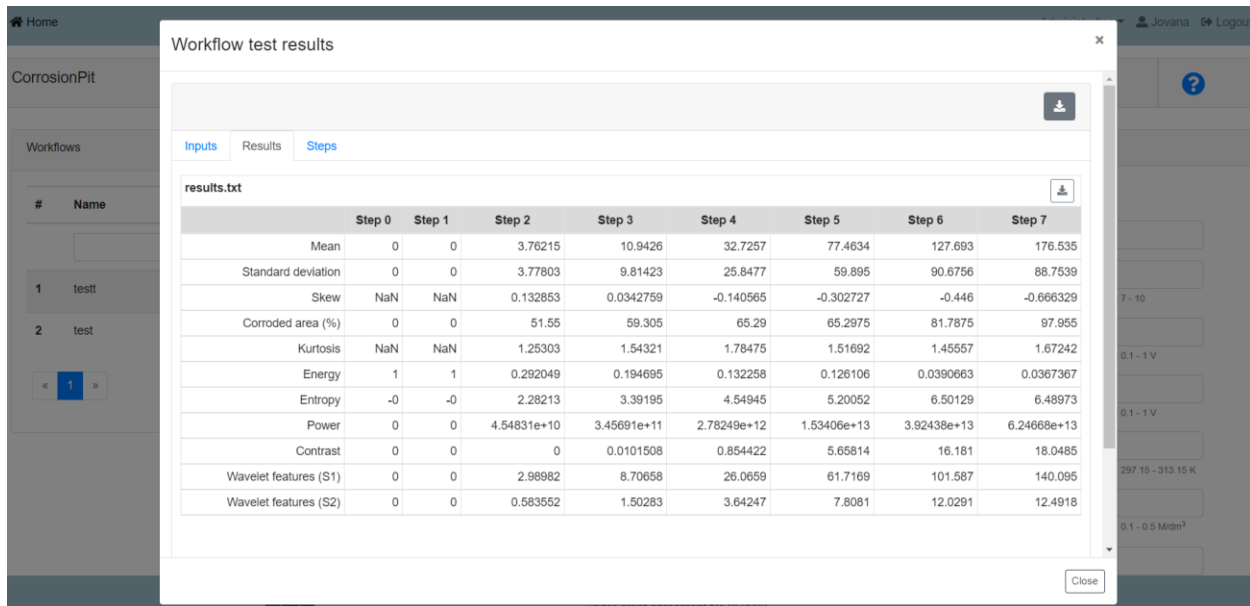 Home
Jovana Logout
Workflow test results ×
CorrosionPit
?
Workflows
Inputs Results Steps
results.txt
# Name
Step 0 Step 1 Step 2 Step 3 Step 4 Step 5 Step 6 Step 7
Mean 0 0 3.76215 10.9426 32.7257 77.4634 127.693 176.535
Standard deviation 0 0 3.77803 9.81423 25.8477 59.895 90.6756 88.7539
1 testt
Skew NaN NaN 0.132853 0.0342759 -0.140565 -0.302727 -0.446 -0.666329
7 - 10
2 test
Corroded area (%) 0 0 51.55 59.305 65.29 65.2975 81.7875 97.955
Kurtosis NaN NaN 1.25303 1.54321 1.78475 1.51692 1.45557 1.67242
0.1 - 1 V
« 1 »
Energy 1 1 0.292049 0.194695 0.132258 0.126106 0.0390663 0.0367367
Entropy -0 -0 2.28213 3.39195 4.54945 5.20052 6.50129 6.48973
0.1 - 1 V
Power 0 0 4.54831e+10 3.45691e+11 2.78249e+12 1.53406e+13 3.92438e+13 6.24668e+13
Contrast 0 0 0 0.0101508 0.854422 5.65814 16.181 18.0485
Wavelet features (S1) 0 0 2.98982 8.70658 26.0659 61.7169 101.587 140.095
297.15 - 313.15 K
Wavelet features (S2) 0 0 0.583552 1.50283 3.64247 7.8081 12.0291 12.4918
0.1 - 0.5 M/dm³
Close